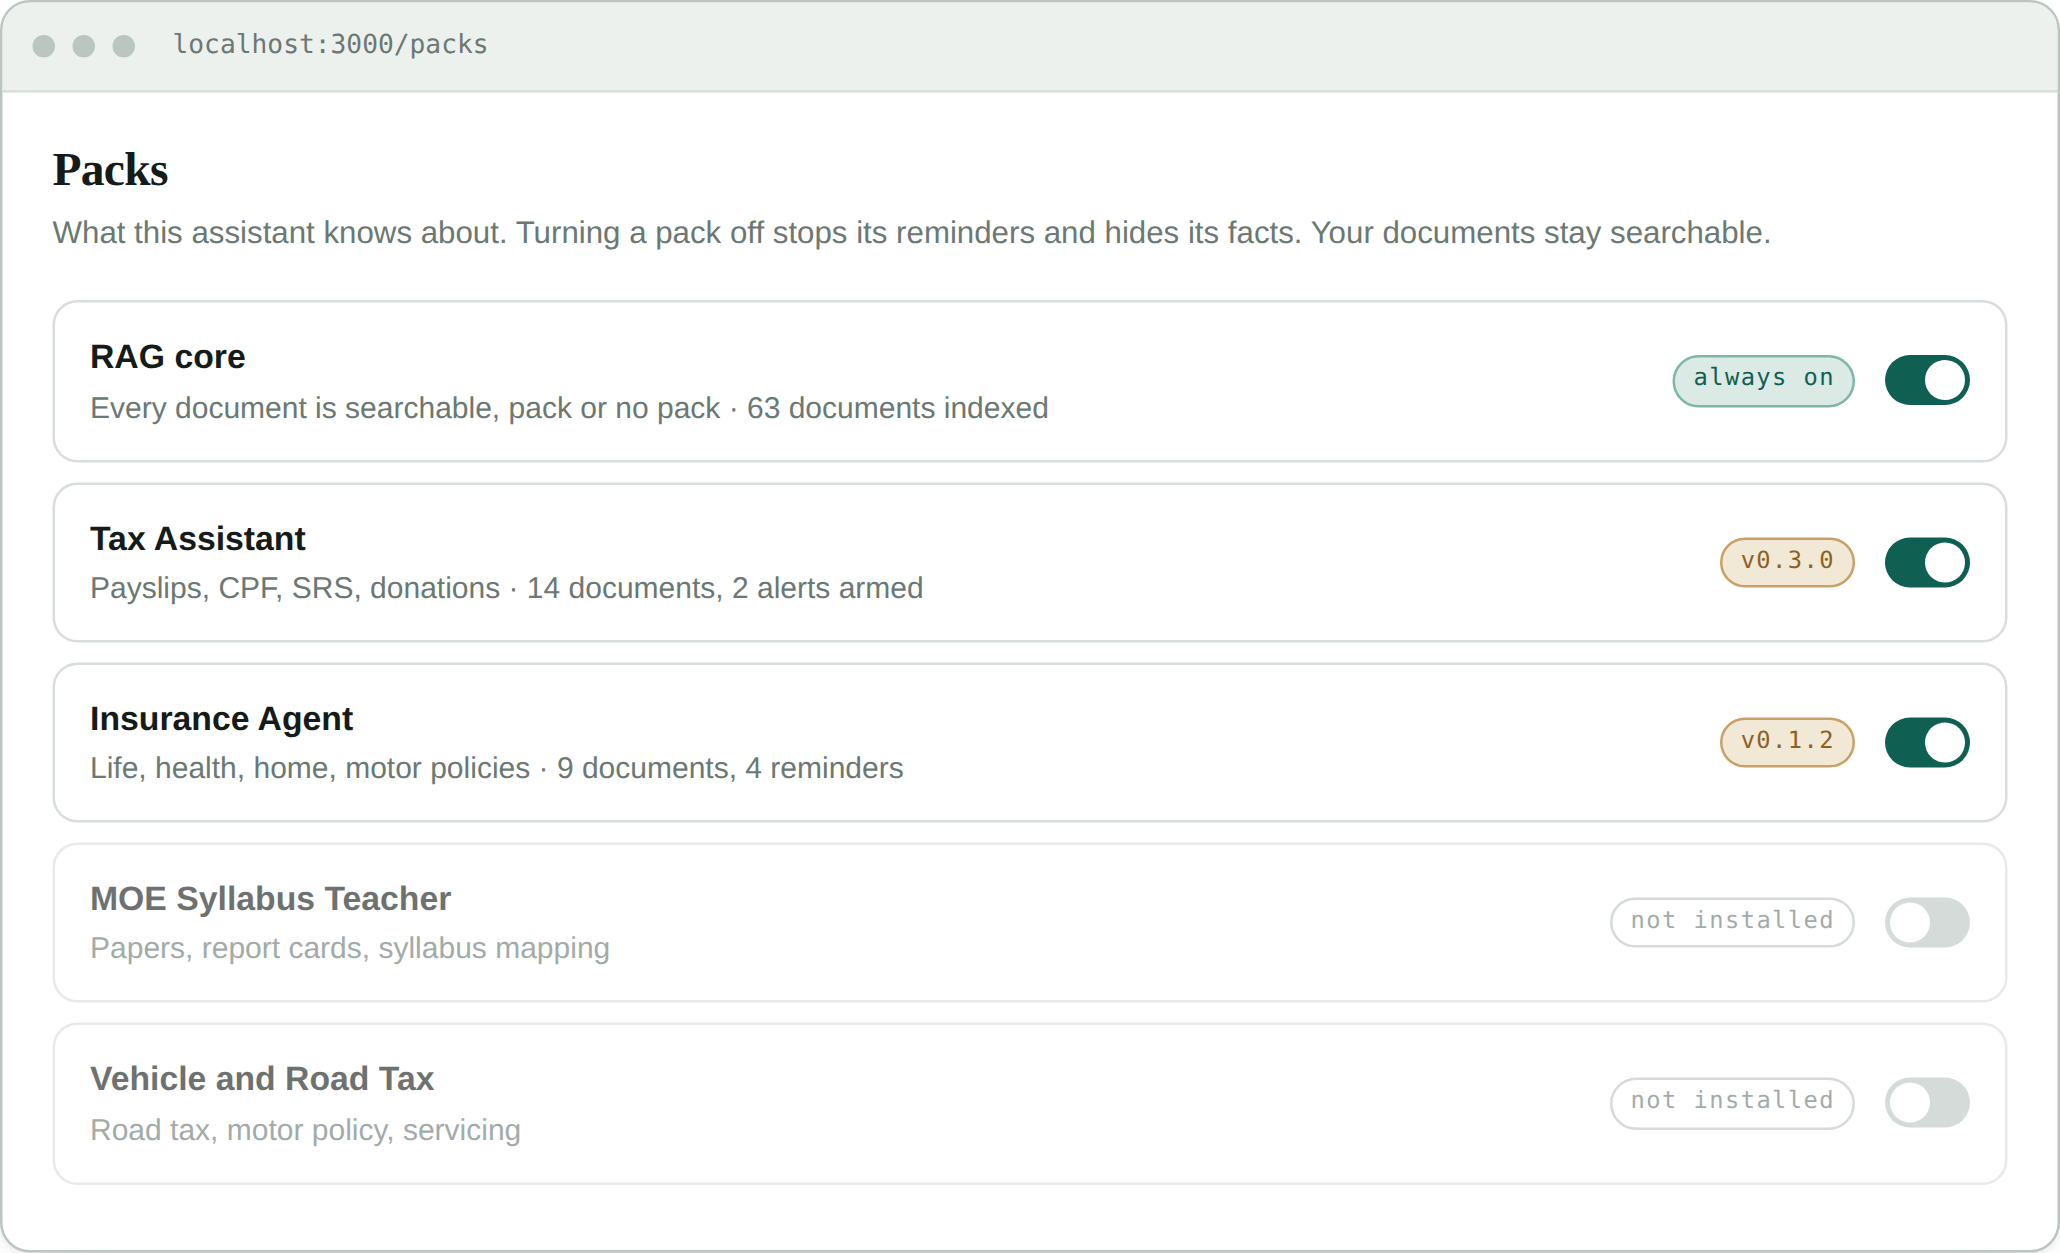 localhost:3000/packs
Packs
What this assistant knows about. Turning a pack off stops its reminders and hides its facts. Your documents stay searchable.
RAG core
Every document is searchable, pack or no pack · 63 documents indexed
always on
Tax Assistant
Payslips, CPF, SRS, donations · 14 documents, 2 alerts armed
v0.3.0
Insurance Agent
Life, health, home, motor policies · 9 documents, 4 reminders
v0.1.2
MOE Syllabus Teacher
Papers, report cards, syllabus mapping
not installed
Vehicle and Road Tax
Road tax, motor policy, servicing
not installed